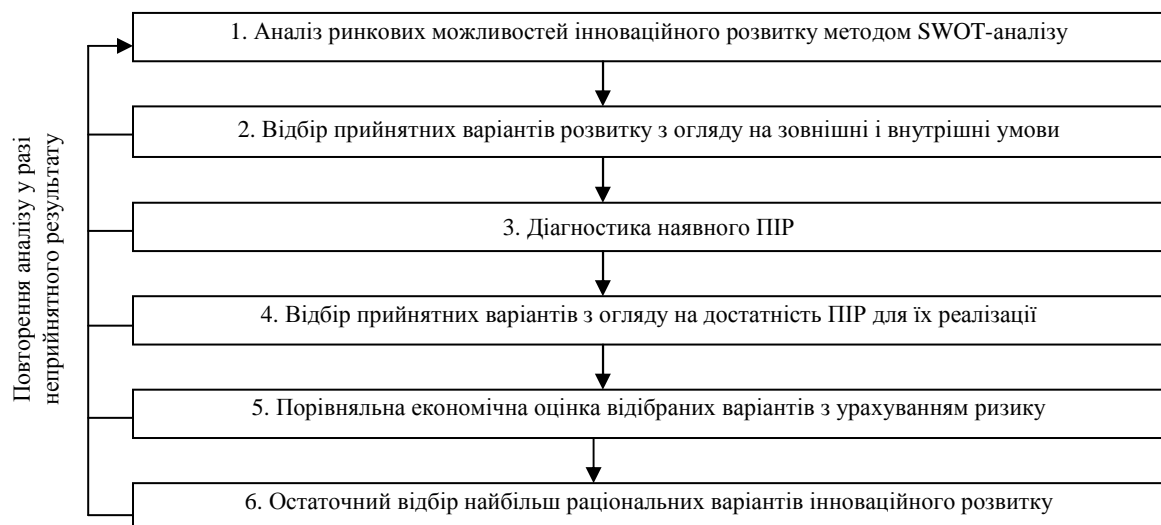 1. Аналіз ринкових можливостей інноваційного розвитку методом SWOT-аналізу
2. Відбір прийнятних варіантів розвитку з огляду на зовнішні і внутрішні умови
3. Діагностика наявного ПІР
4. Відбір прийнятних варіантів з огляду на достатність ПІР для їх реалізації
5. Порівняльна економічна оцінка відібраних варіантів з урахуванням ризику
6. Остаточний відбір найбільш раціональних варіантів інноваційного розвитку
Повторення аналізу у разі
неприйнятного результату